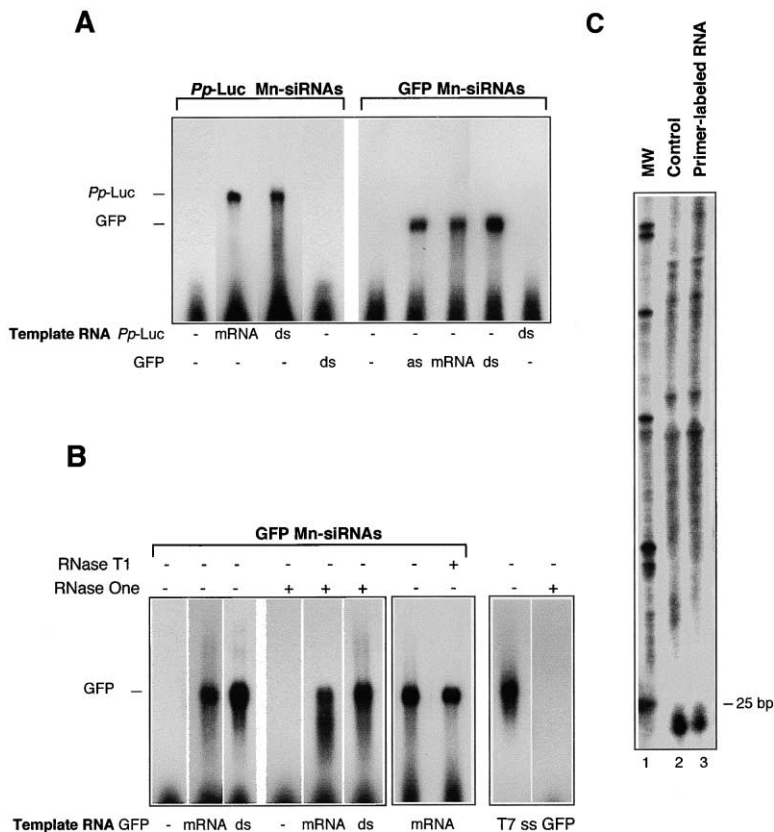 A
Pp-Luc Mn-siRNAs GFP Mn-siRNAs
Pp-Luc –
GFP –
Template RNA Pp-Luc - mRNA ds - - - - - ds
GFP - - - ds - as mRNA ds -
B
GFP Mn-siRNAs
RNase T1 - - - - - - - + - -
RNase One - - - + + + - - - +
GFP –
Template RNA GFP - mRNA ds - mRNA ds mRNA T7 ss GFP
C
MW
Control
Primer-labeled RNA
– 25 bp
1 2 3